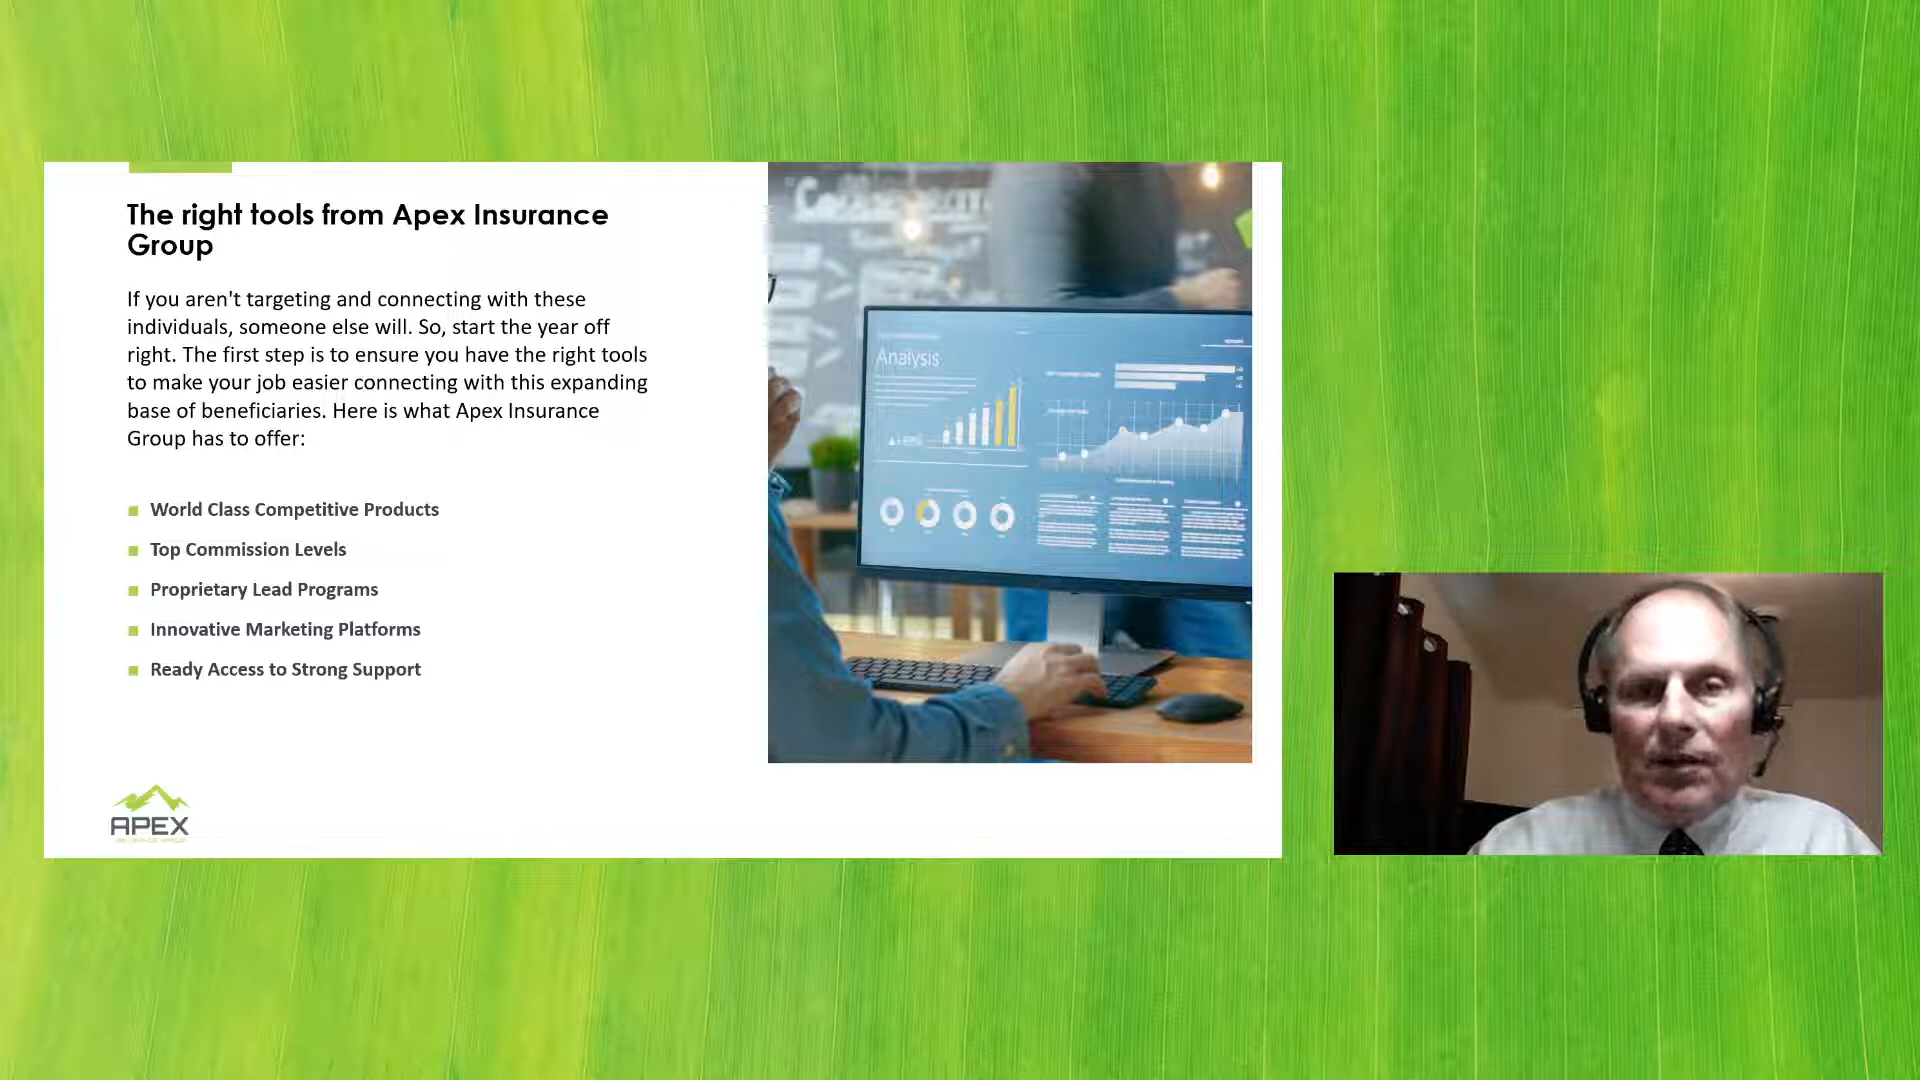 The right tools from Apex Insurance
Group
If you aren't targeting and connecting with these
individuals, someone else will. So, start the year off
right. The first step is to ensure you have the right tools
to make your job easier connecting with this expanding
base of beneficiaries. Here is what Apex Insurance
Group has to offer:
World Class Competitive Products
Top Commission Levels
Proprietary Lead Programs
Innovative Marketing Platforms
Ready Access to Strong Support
Analysis
APEX